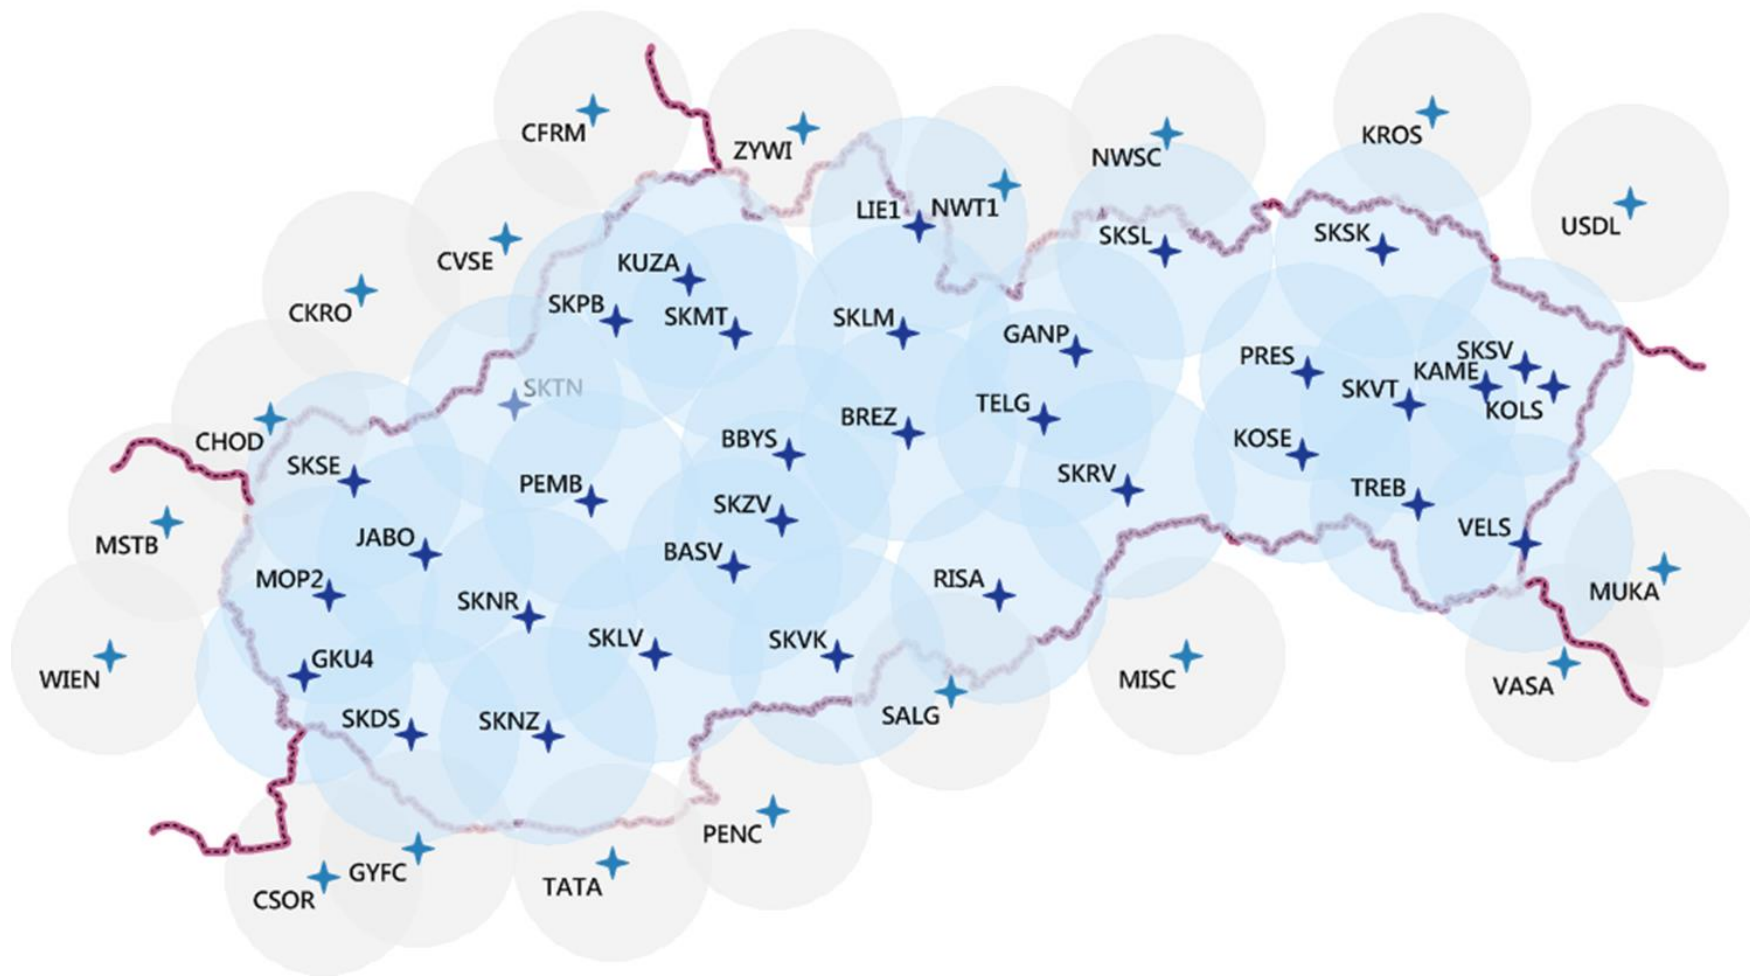 CFRM
ZYWI
KROS
NWSC
LIE1
NWT1
USDL
SKSL
SKSK
CVSE
KUZA
CKRO
SKPB
SKMT
SKLM
GANP
PRES
SKSV
KAME
SKVT
KOLS
SKTN
TELG
BREZ
CHOD
BBYS
KOSE
SKSE
PEMB
SKRV
TREB
SKZV
VELS
MSTB
JABO
BASV
MOP2
RISA
MUKA
SKNR
SKLV
SKVK
GKU4
WIEN
MISC
VASA
SKDS
SKNZ
SALG
PENC
GYFC
TATA
CSOR